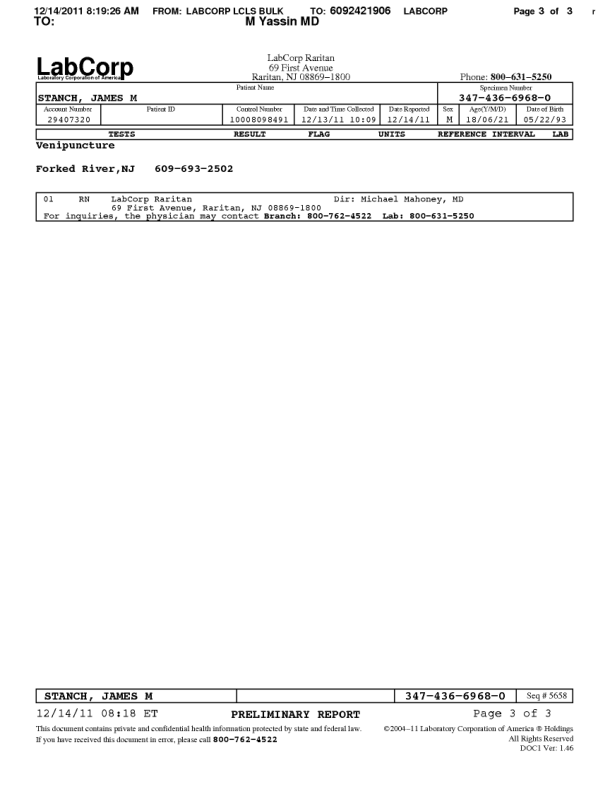 12/14/2011 8:19:26 AM FROM: LABCORP LCLS BULK TO: 6092421906 LABCORP Page 3 of 3 r
TO: M Yassin MD
LabCorp
Laboratory Corporation of America
LabCorp Raritan
69 First Avenue
Raritan, NJ 08869-1800
Phone: 800-631-5250
Patient Name Specimen Number
STANCH, JAMES M 347-436-6968-0
Account Number Patient ID Control Number Date and Time Collected Date Reported Sex Age(Y/M/D) Date of Birth
29407320 10008098491 12/13/11 10:09 12/14/11 M 18/06/21 05/22/93
TESTS RESULT FLAG UNITS REFERENCE INTERVAL LAB
Venipuncture
Forked River,NJ 609-693-2502
01 RN LabCorp Raritan Dir: Michael Mahoney, MD
69 First Avenue, Raritan, NJ 08869-1800
For inquiries, the physician may contact Branch: 800-762-4522 Lab: 800-631-5250
STANCH, JAMES M 347-436-6968-0 Seq # 5658
12/14/11 08:18 ET PRELIMINARY REPORT Page 3 of 3
This document contains private and confidential health information protected by state and federal law.
If you have received this document in error, please call 800-762-4522
©2004-11 Laboratory Corporation of America ® Holdings
All Rights Reserved
DOC1 Ver: 1.46